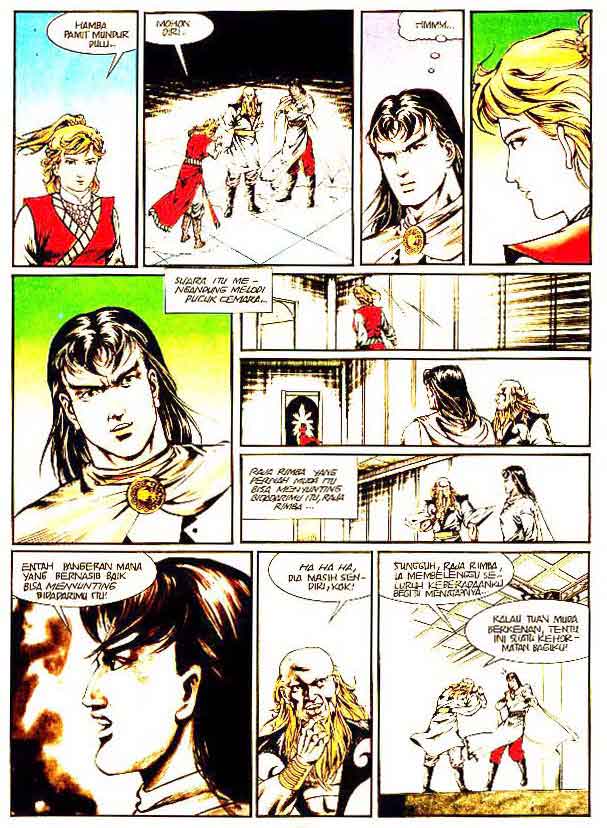 HAMBA
PAMIT MUNDUR
DULU..
MOHON
DIRI..
HMMM...
SUARA ITU ME-
NGANDUNG MELODI
PUCUK CEMARA...
RAJA RIMBA YANG
PERNAH MUDA ITU
BISA MENYUNTING
BIDADARIMU ITU, RAJA
RIMBA ...
ENTAH PANGERAN MANA
YANG BERNASIB BAIK
BISA MENYUNTING
BIDADARIMU ITU!
HA HA HA,
DIA MASIH SEN-
DIRI, KOK!
SUNGGUH, RAJA RIMBA,
IA MEMBELENGGU SE-
LURUH KEBERADAANKU
BEGITU MENATAPNYA..
KALAU TUAN MUDA
BERKENAN, TENTU
INI SUATU KEHOR-
MATAN BAGIKU!